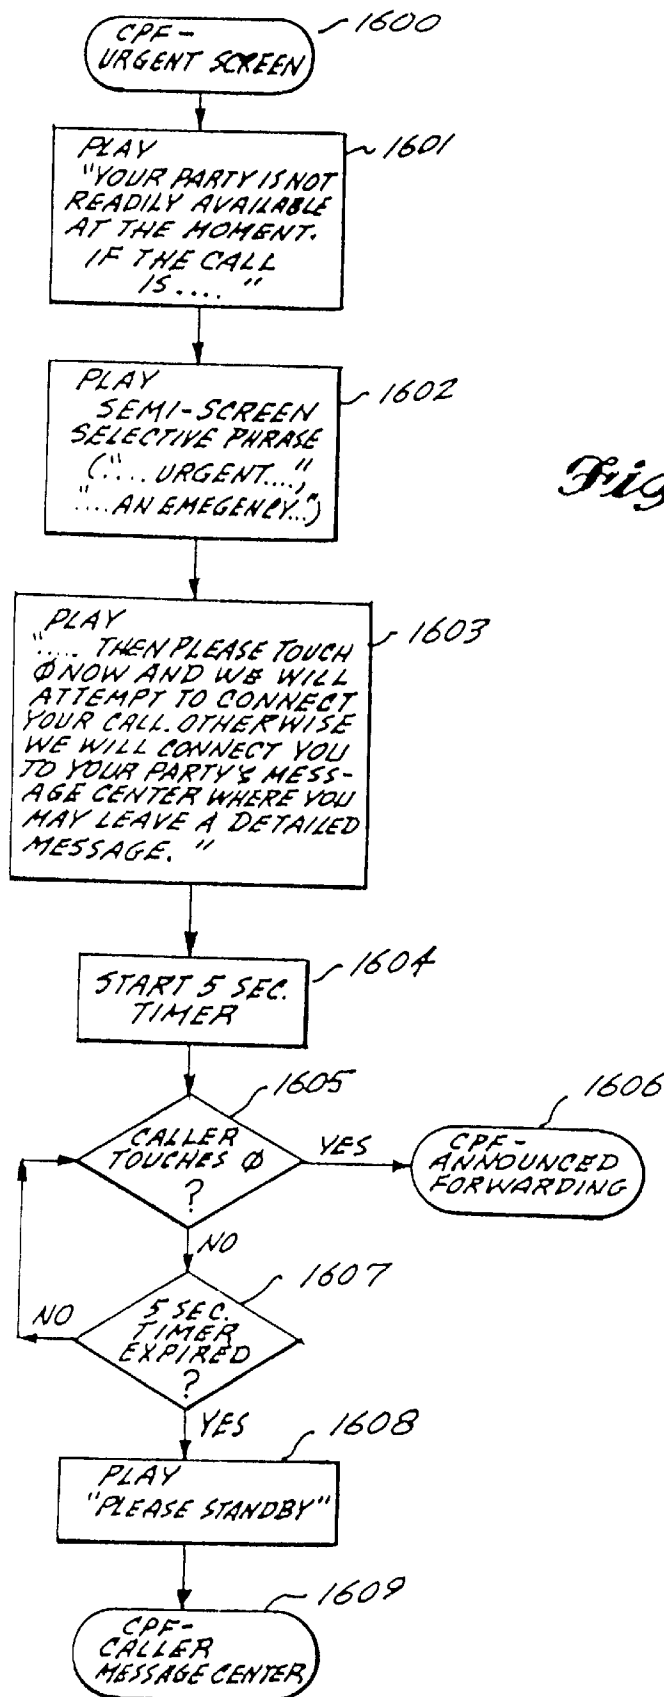 1600
CPF-
URGENT SCREEN
1601
PLAY
"YOUR PARTY IS NOT
READILY AVAILABLE
AT THE MOMENT.
IF THE CALL
IS .... "
1602
PLAY
SEMI-SCREEN
SELECTIVE PHRASE
("....URGENT....,"
"....AN EMEGENCY...")
Fig
1603
PLAY
"..... THEN PLEASE TOUCH
Ø NOW AND WE WILL
ATTEMPT TO CONNECT
YOUR CALL. OTHERWISE
WE WILL CONNECT YOU
TO YOUR PARTY'S MESS-
AGE CENTER WHERE YOU
MAY LEAVE A DETAILED
MESSAGE. "
1604
START 5 SEC.
TIMER
1605
CALLER
TOUCHES Ø
?
YES
1606
CPF-
ANNOUNCED
FORWARDING
NO
1607
5 SEC.
TIMER
EXPIRED
?
NO
YES
1608
PLAY
"PLEASE STANDBY"
1609
CPF-
CALLER
MESSAGE CENTER